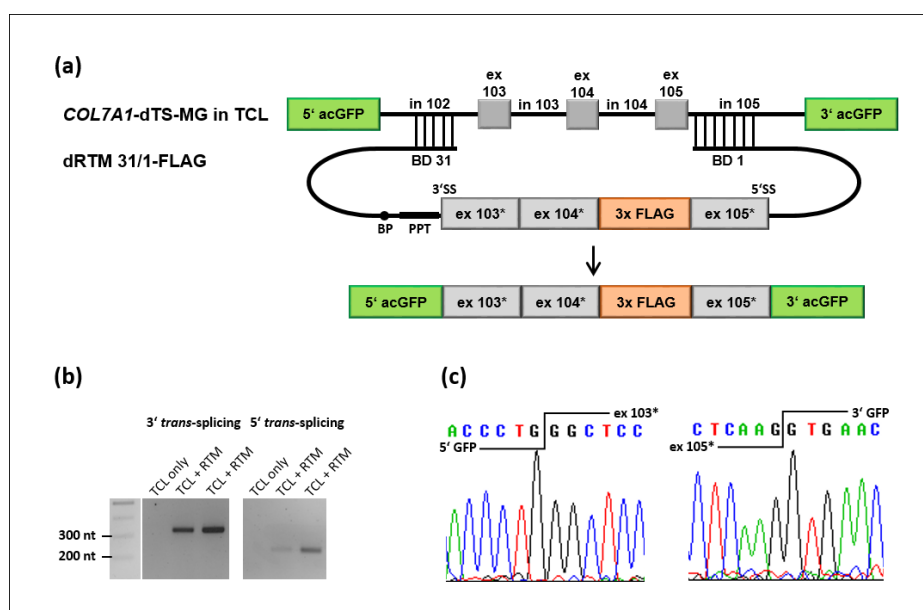 (a)
ex
103
ex
104
ex
105
in 102
in 103
in 104
in 105
COL7A1-dTS-MG in TCL
5‘ acGFP
3‘ acGFP
dRTM 31/1-FLAG
BD 31
BD 1
3‘SS
5‘SS
BP
PPT
ex 103*
ex 104*
3x FLAG
ex 105*
5‘ acGFP
ex 103*
ex 104*
3x FLAG
ex 105*
3‘ acGFP
(b)
3‘ trans-splicing
5‘ trans-splicing
TCL only
TCL + RTM
TCL + RTM
TCL only
TCL + RTM
TCL + RTM
300 nt
200 nt
(c)
ex 103*
A C C C T G G G C T C C
5‘ GFP
3‘ GFP
C T C A A G G T G A A C
ex 105*